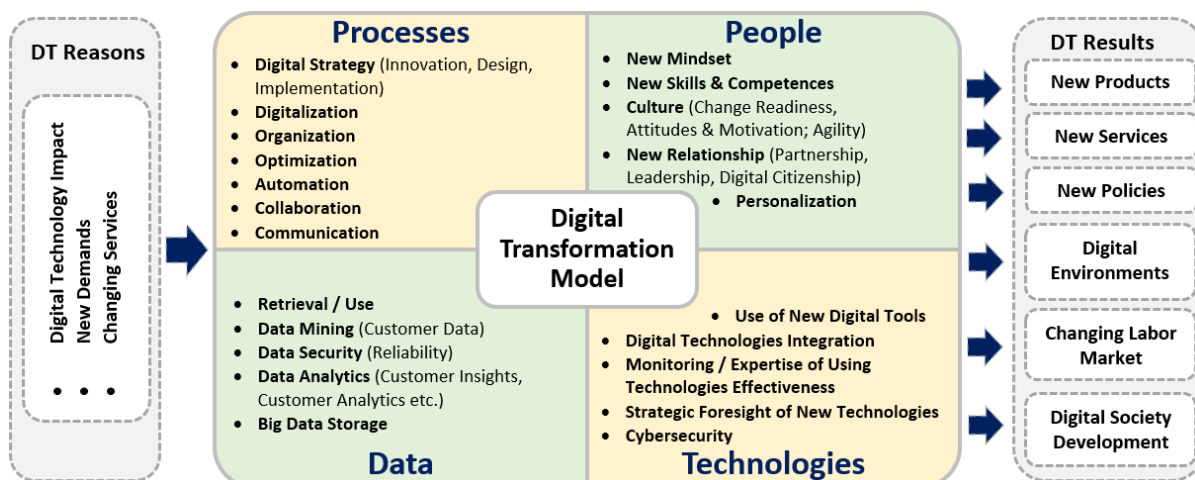 DT Reasons
• Digital Technology Impact
• New Demands
• Changing Services
Processes
• Digital Strategy (Innovation, Design,
Implementation)
• Digitalization
• Organization
• Optimization
• Automation
• Collaboration
• Communication
People
• New Mindset
• New Skills & Competences
• Culture (Change Readiness,
Attitudes & Motivation; Agility)
• New Relationship (Partnership,
Leadership, Digital Citizenship)
• Personalization
Digital
Transformation
Model
• Retrieval / Use
• Data Mining (Customer Data)
• Data Security (Reliability)
• Data Analytics (Customer Insights,
Customer Analytics etc.)
• Big Data Storage
Data
• Use of New Digital Tools
• Digital Technologies Integration
• Monitoring / Expertise of Using
Technologies Effectiveness
• Strategic Foresight of New Technologies
• Cybersecurity
Technologies
DT Results
New Products
New Services
New Policies
Digital
Environments
Changing Labor
Market
Digital Society
Development